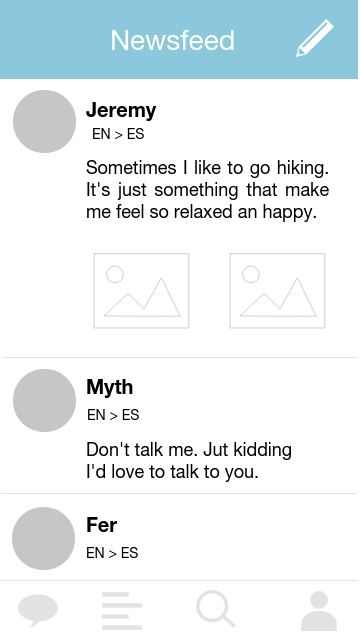 Newsfeed
Jeremy
EN > ES
Sometimes I like to go hiking.
It's just something that make
me feel so relaxed an happy.
Myth
EN > ES
Don't talk me. Jut kidding
I'd love to talk to you.
Fer
EN > ES